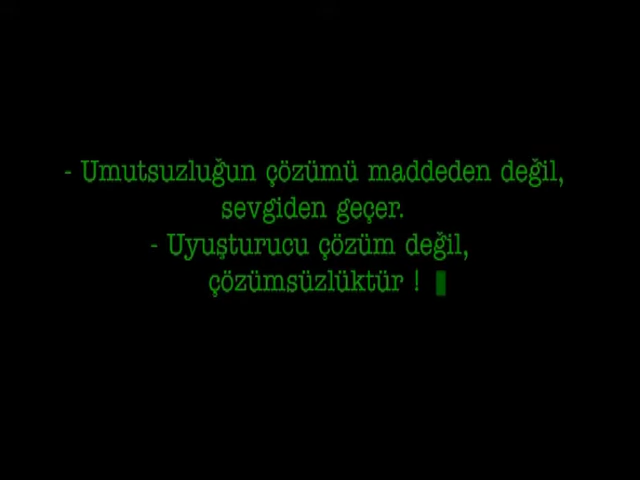 - Umutsuzluğun çözümü maddeden değil,
sevgiden geçer.
- Uyuşturucu çözüm değil,
çözümsüzlüktür !